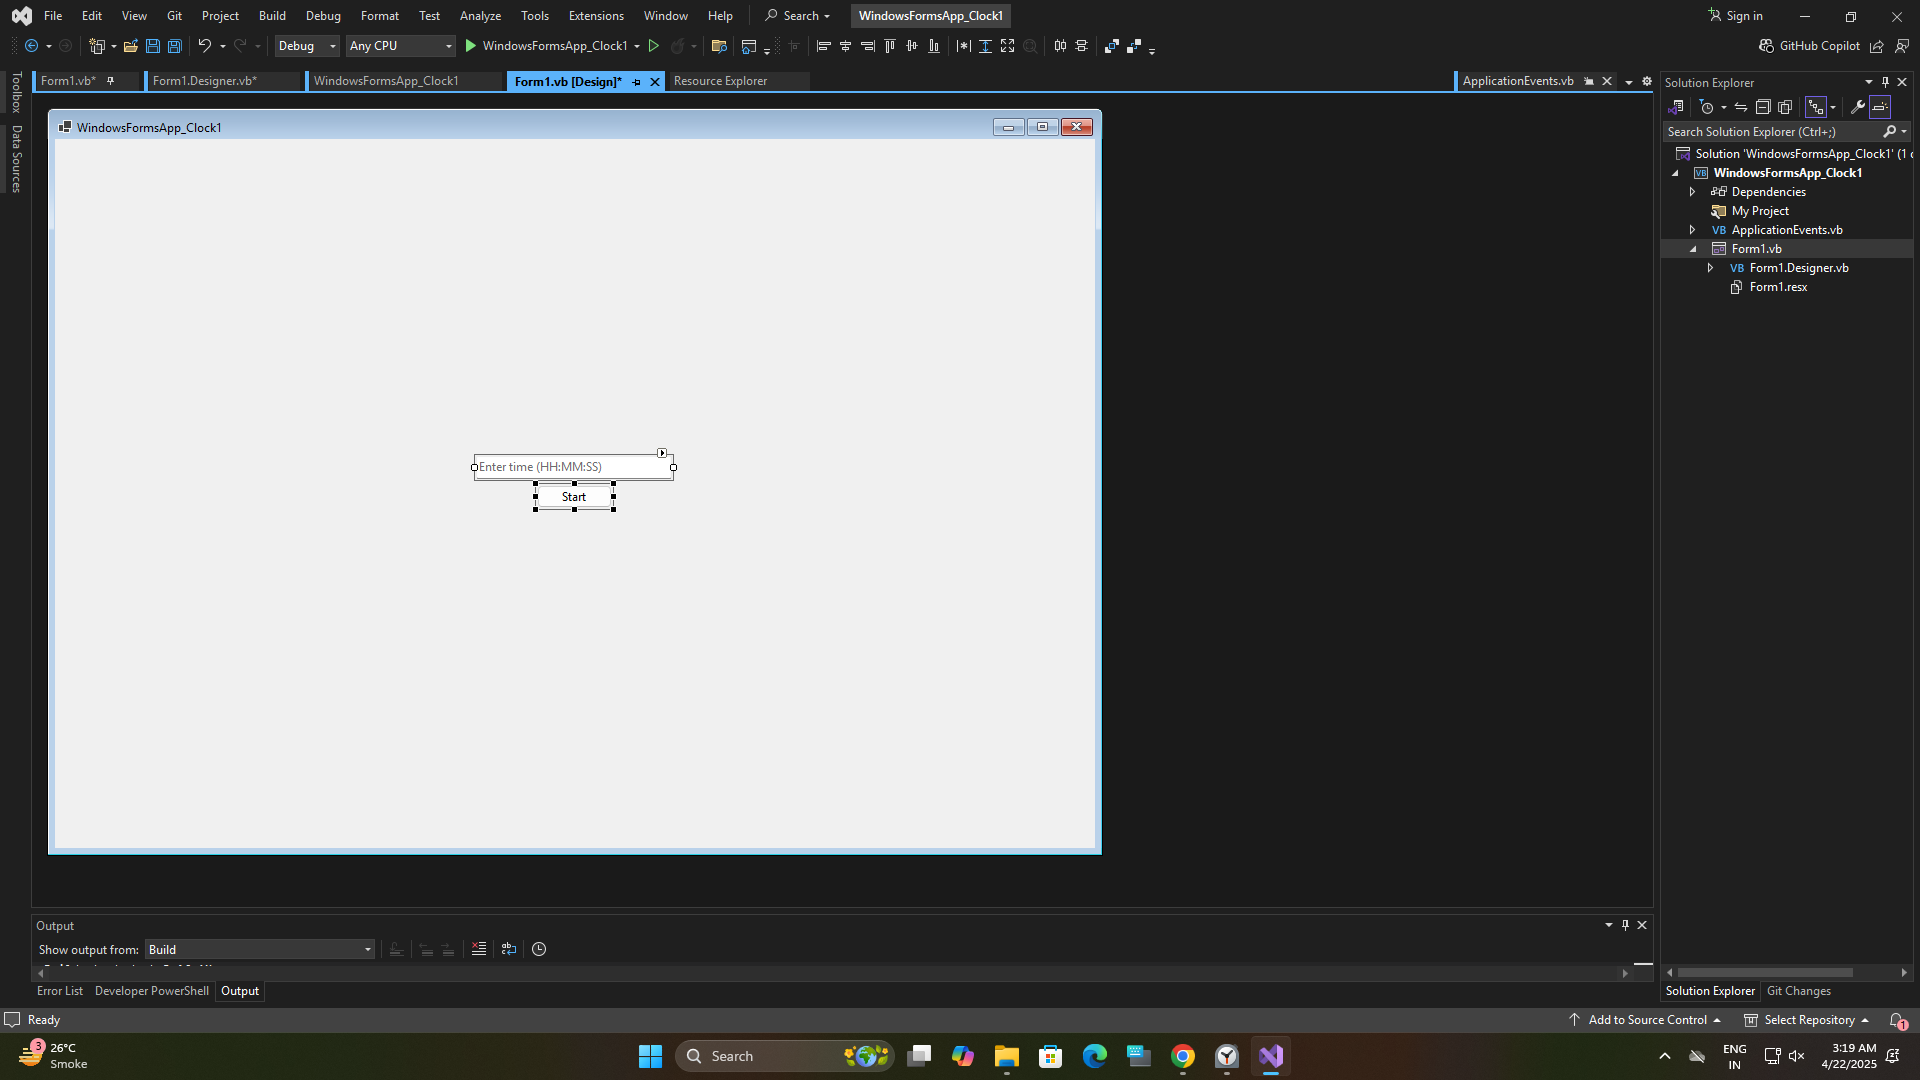 File Edit View Git Project Build Debug Format Test Analyze Tools Extensions Window Help Search WindowsFormsApp_Clock1 Sign in
Debug Any CPU WindowsFormsApp_Clock1 GitHub Copilot
Toolbox
Data Sources
Form1.vb* Form1.Designer.vb* WindowsFormsApp_Clock1 Form1.vb [Design]* Resource Explorer ApplicationEvents.vb
WindowsFormsApp_Clock1
Enter time (HH:MM:SS)
Start
Solution Explorer
Search Solution Explorer (Ctrl+;)
Solution 'WindowsFormsApp_Clock1' (1
WindowsFormsApp_Clock1
Dependencies
My Project
VB ApplicationEvents.vb
Form1.vb
VB Form1.Designer.vb
Form1.resx
Output
Show output from: Build
Error List Developer PowerShell Output
Solution Explorer Git Changes
Ready
Add to Source Control Select Repository 1
3
26°C
Smoke
Search
ENG
IN
3:19 AM
4/22/2025